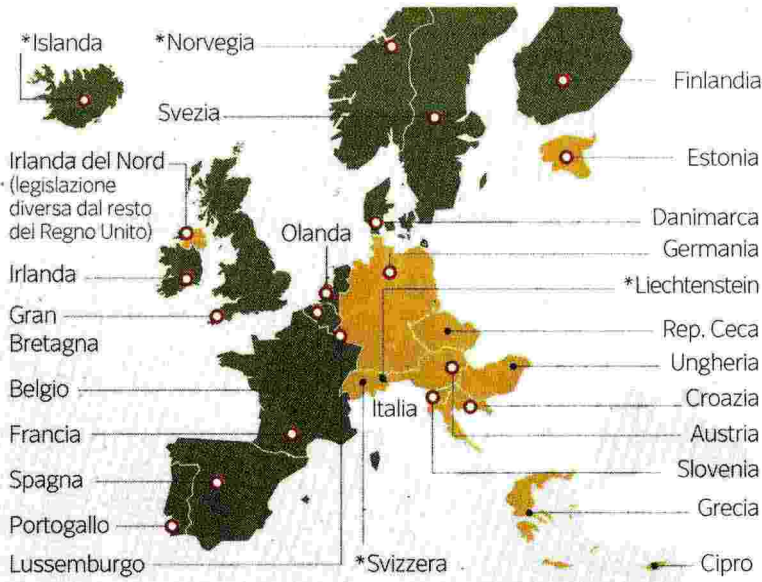 *Islanda
*Norvegia
Svezia
Finlandia
Estonia
Irlanda del Nord
(legislazione
diversa dal resto
del Regno Unito)
Olanda
Danimarca
Germania
*Liechtenstein
Irlanda
Gran
Bretagna
Rep. Ceca
Ungheria
Belgio
Italia
Croazia
Francia
Austria
Slovenia
Spagna
Grecia
Portogallo
Lussemburgo
*Svizzera
Cipro